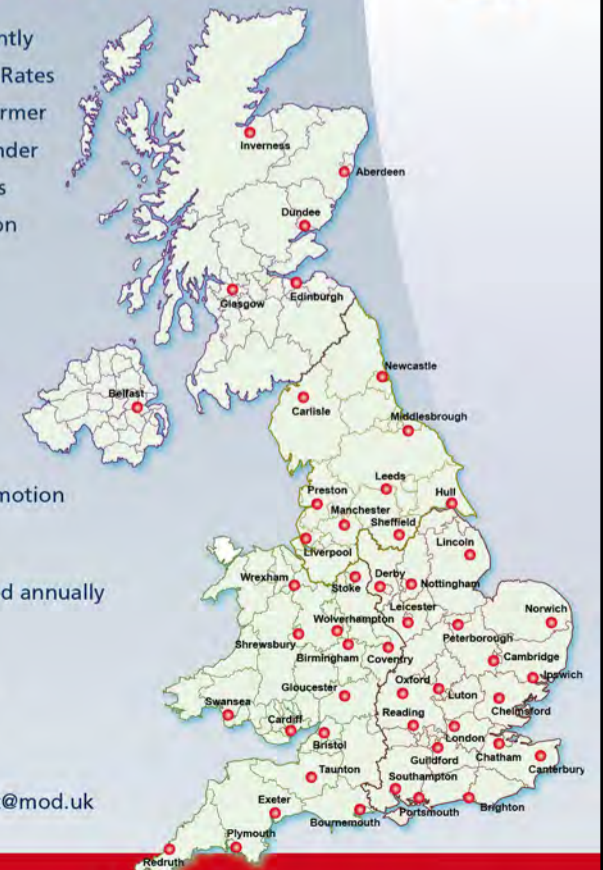 ntly
Rates
rmer
nder
s
on
Inverness
Aberdeen
Dundee
Glasgow
Edinburgh
Newcastle
Belfast
Carlisle
Middlesbrough
motion
Leeds
Preston
Hull
Manchester
Sheffield
Liverpool
Lincoln
d annually
Wrexham
Stoke
Derby
Nottingham
Leicester
Norwich
Wolverhampton
Shrewsbury
Peterborough
Birmingham
Coventry
Cambridge
Ipswich
Gloucester
Oxford
Luton
Swansea
Reading
Chelmsford
Cardiff
London
Bristol
Guildford
Chatham
Canterbury
Taunton
Southampton
@mod.uk
Exeter
Bournemouth
Portsmouth
Brighton
Plymouth
Redruth